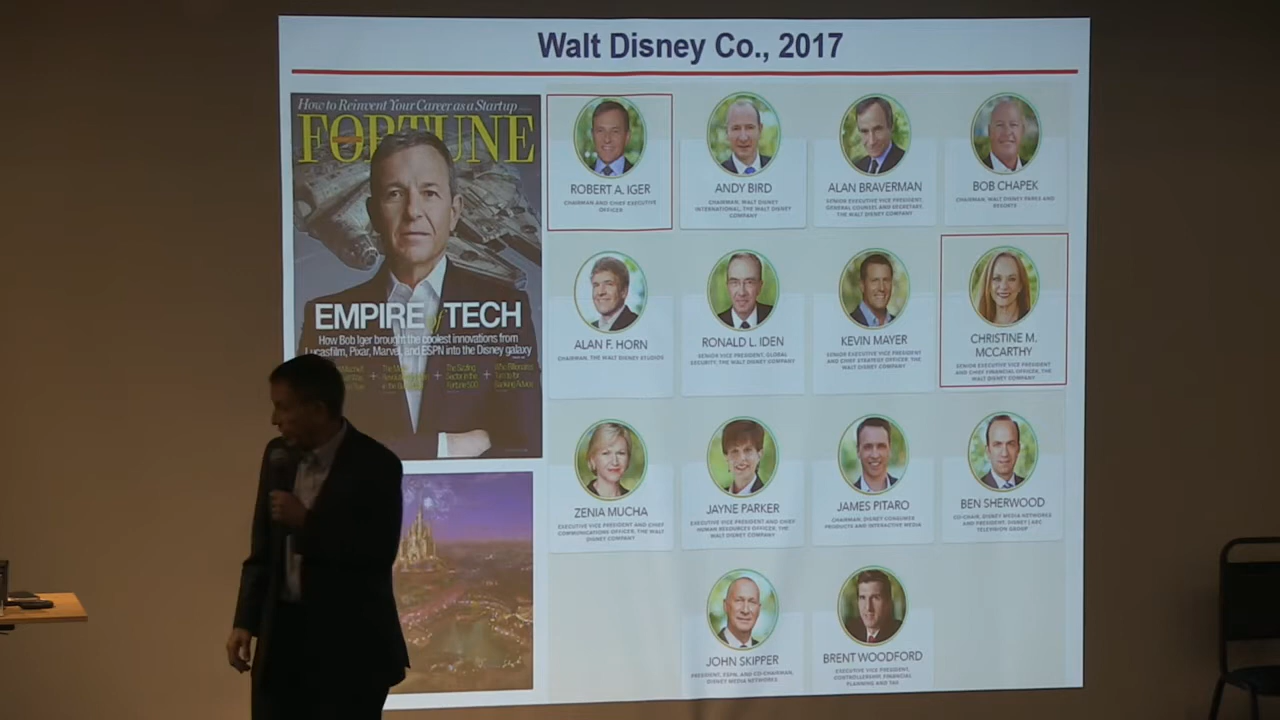 Walt Disney Co., 2017
How to Reinvent Your Career as a Startup
FORTUNE
EMPIRE of TECH
How Bob Iger brought the coolest innovations from
Lucasfilm, Pixar, Marvel, and ESPN into the Disney galaxy
ROBERT A. IGER
CHAIRMAN AND CHIEF EXECUTIVE
OFFICER
ANDY BIRD
CHAIRMAN, WALT DISNEY
INTERNATIONAL, THE WALT DISNEY
COMPANY
ALAN BRAVERMAN
SENIOR EXECUTIVE VICE PRESIDENT,
GENERAL COUNSEL AND SECRETARY,
THE WALT DISNEY COMPANY
BOB CHAPEK
CHAIRMAN, WALT DISNEY PARKS AND
RESORTS
ALAN F. HORN
CHAIRMAN, THE WALT DISNEY STUDIOS
RONALD L. IDEN
SENIOR VICE PRESIDENT, GLOBAL
SECURITY, THE WALT DISNEY COMPANY
KEVIN MAYER
SENIOR EXECUTIVE VICE PRESIDENT
AND CHIEF STRATEGY OFFICER, THE
WALT DISNEY COMPANY
CHRISTINE M.
MCCARTHY
SENIOR EXECUTIVE VICE PRESIDENT
AND CHIEF FINANCIAL OFFICER, THE
WALT DISNEY COMPANY
ZENIA MUCHA
EXECUTIVE VICE PRESIDENT AND CHIEF
COMMUNICATIONS OFFICER, THE WALT
DISNEY COMPANY
JAYNE PARKER
EXECUTIVE VICE PRESIDENT AND CHIEF
HUMAN RESOURCES OFFICER, THE
WALT DISNEY COMPANY
JAMES PITARO
CHAIRMAN, DISNEY CONSUMER
PRODUCTS AND INTERACTIVE MEDIA
BEN SHERWOOD
CO-CHAIR, DISNEY MEDIA NETWORKS
AND PRESIDENT, DISNEY | ABC
TELEVISION GROUP
JOHN SKIPPER
PRESIDENT, ESPN, AND CO-CHAIRMAN,
DISNEY MEDIA NETWORKS
BRENT WOODFORD
EXECUTIVE VICE PRESIDENT,
CONTROLLERSHIP, FINANCIAL
PLANNING AND TAX